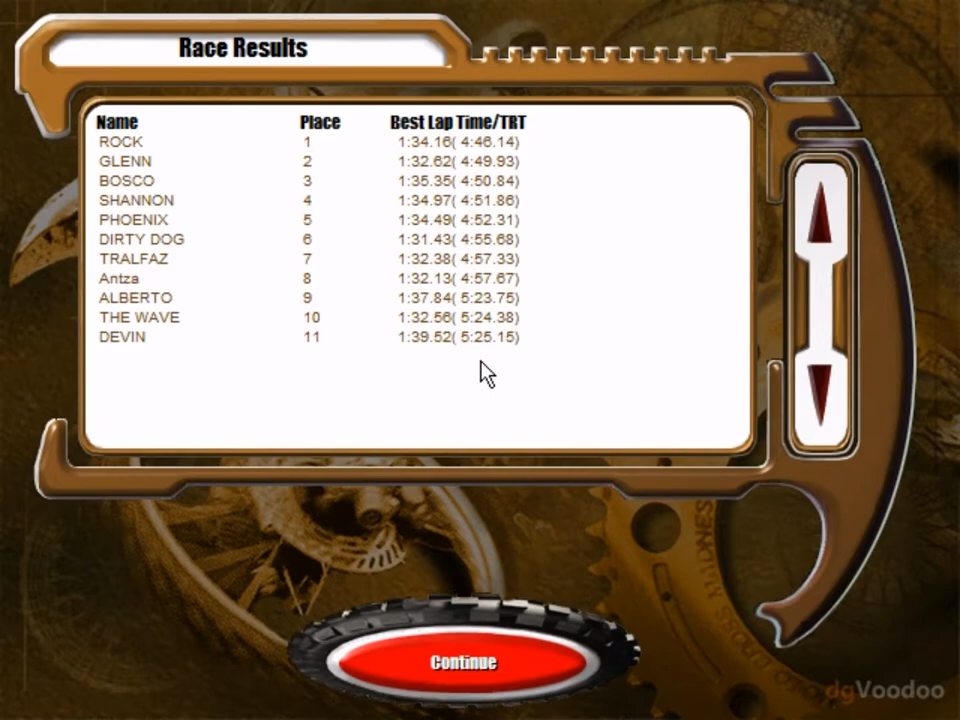 Race Results
Name Place Best Lap Time/TRT
ROCK 1 1:34.16( 4:46.14)
GLENN 2 1:32.62( 4:49.93)
BOSCO 3 1:35.35( 4:50.84)
SHANNON 4 1:34.97( 4:51.86)
PHOENIX 5 1:34.49( 4:52.31)
DIRTY DOG 6 1:31.43( 4:55.68)
TRALFAZ 7 1:32.38( 4:57.33)
Antza 8 1:32.13( 4:57.67)
ALBERTO 9 1:37.84( 5:23.75)
THE WAVE 10 1:32.56( 5:24.38)
DEVIN 11 1:39.52( 5:25.15)
MOTOCROSS MADNESS
Continue
dgVoodoo